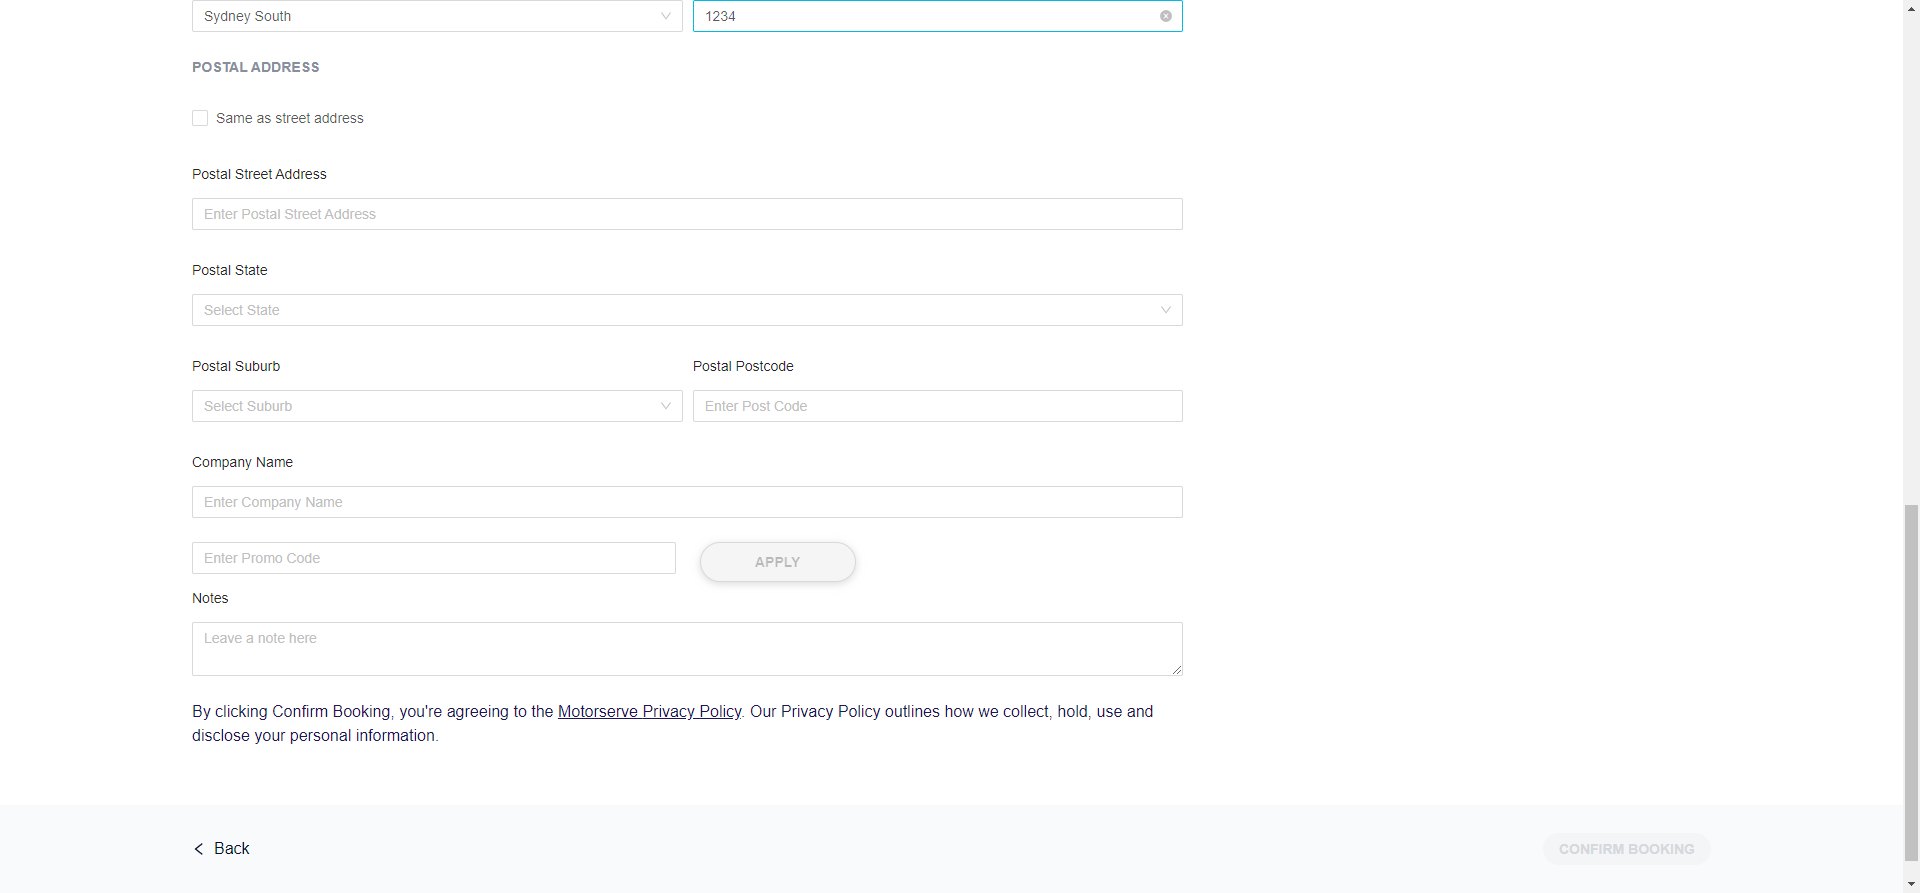 Sydney South
1234
POSTAL ADDRESS
Same as street address
Postal Street Address
Enter Postal Street Address
Postal State
Select State
Postal Suburb
Postal Postcode
Select Suburb
Enter Post Code
Company Name
Enter Company Name
Enter Promo Code
APPLY
Notes
Leave a note here
By clicking Confirm Booking, you're agreeing to the Motorserve Privacy Policy. Our Privacy Policy outlines how we collect, hold, use and
disclose your personal information.
Back
CONFIRM BOOKING